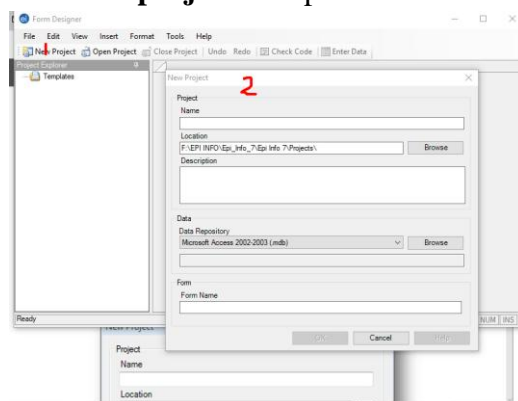 Form Designer
File Edit View Insert Format Tools Help
New Project Open Project Close Project Undo Redo Check Code Enter Data
Project Explorer
Templates
New Project
2
Project
Name
Location
F:\EPI INFO\Epi_Info_7\Epi Info 7\Projects\
Browse
Description
Data
Data Repository
Microsoft Access 2002-2003 (.mdb)
Browse
Form
Form Name
OK Cancel Help
Ready
NUM INS
New Project
Project
Name
Location